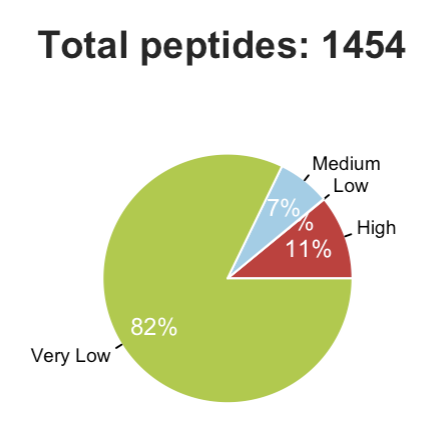 Total peptides: 1454
Medium
Low
7%
%
High
11%
82%
Very Low